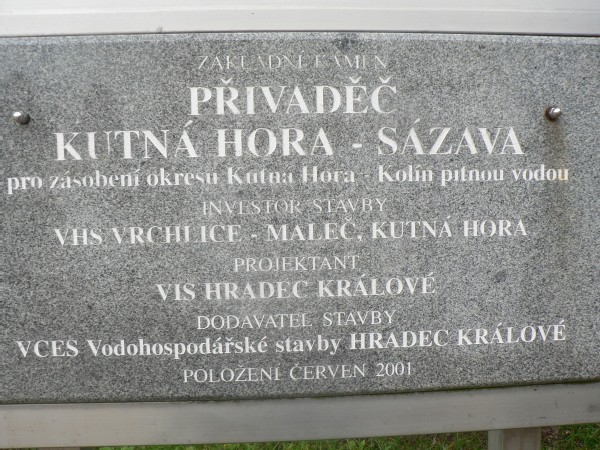 ZÁKLADNÍ KÁMEN
PŘIVADĚČ
KUTNÁ HORA - SÁZAVA
pro zásobení okresu Kutná Hora - Kolín pitnou vodou
INVESTOR STAVBY
VHS VRCHLICE - MALEČ, KUTNÁ HORA
PROJEKTANT
VIS HRADEC KRÁLOVÉ
DODAVATEL STAVBY
VCES Vodohospodářské stavby HRADEC KRÁLOVÉ
POLOŽENÍ ČERVEN 2001